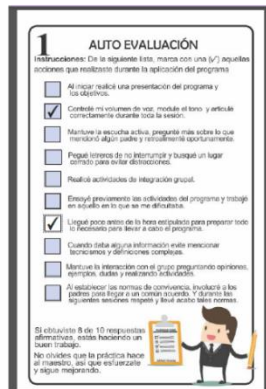 1
AUTO EVALUACIÓN
Instrucciones: De la siguiente lista, marca con una (✓) aquellas
acciones que realizaste durante la aplicación del programa
Al iniciar realicé una presentación del programa y
los objetivos.
Controlé mi volumen de voz, modulé el tono y articulé
correctamente durante toda la sesión.
Mantuve la escucha activa, pregunté más sobre lo que
mencionó algún padre y retroalimenté oportunamente.
Pegué letreros de no interrumpir y busqué un lugar
cerrado para evitar distracciones.
Realicé actividades de integración grupal.
Ensayé previamente las actividades del programa y trabajé
en aquello en lo que se me dificultaba.
Llegué poco antes de la hora estipulada para preparar todo
lo necesario para llevar a cabo el programa.
Cuando daba alguna información evité mencionar
tecnicismos y definiciones complejas.
Mantuve la interacción con el grupo preguntando opiniones,
ejemplos, dudas y realizando actividades.
Al establecer las normas de convivencia, involucré a los
padres para llegar a un común acuerdo. Y durante las
siguientes sesiones respeté y llevé acabo tales normas.
Si obtuviste 8 de 10 respuestas
afirmativas, estás haciendo un
buen trabajo.
No olvides que la práctica hace
al maestro, así que esfuérzate
y sigue mejorando.